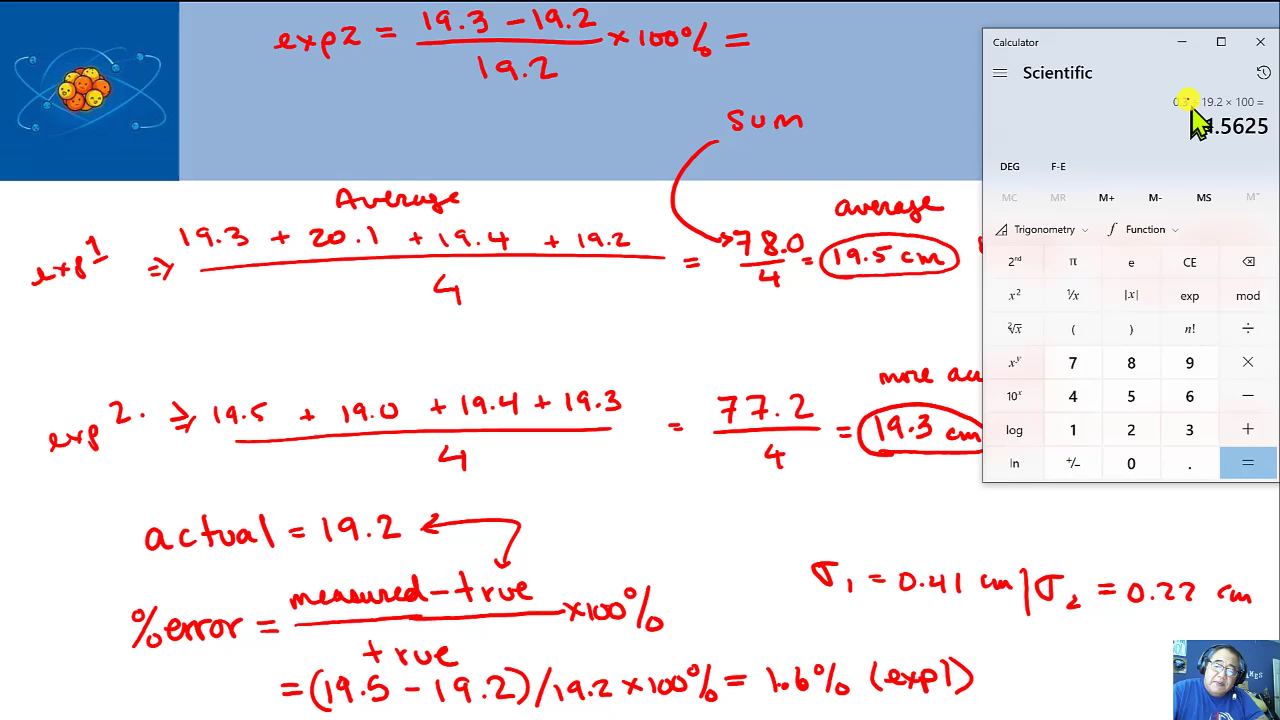 exp2 = 19.3 - 19.2 / 19.2 × 100% =
sum
Average
exp1 ⇒ 19.3 + 20.1 + 19.4 + 19.2 / 4 = 78.0 / 4 = 19.5 cm
average
exp2. ⇒ 19.5 + 19.0 + 19.4 + 19.3 / 4 = 77.2 / 4 = 19.3 cm
more acc
actual = 19.2
%error = measured - true / true × 100%
= (19.5 - 19.2) / 19.2 × 100% = 1.6% (exp1)
σ1 = 0.41 cm | σ2 = 0.22 cm
Calculator
Scientific
19.2 × 100 =
.5625
DEG F-E
MC MR M+ M- MS M˅
Trigonometry Function
2nd π e CE
x² ¹/x |x| exp mod
²√x ( ) n! ÷
xʸ 7 8 9 ×
10ˣ 4 5 6 −
log 1 2 3 +
ln +/− 0 . =